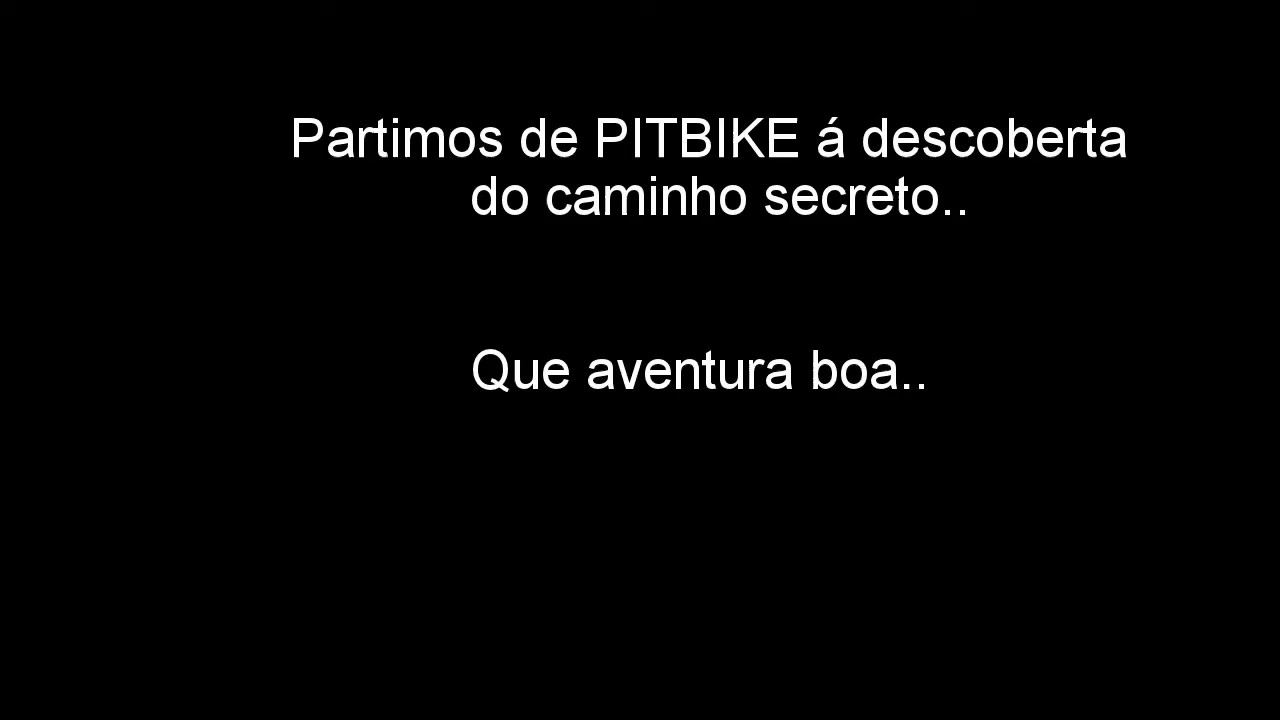 Partimos de PITBIKE á descoberta
do caminho secreto..
Que aventura boa..